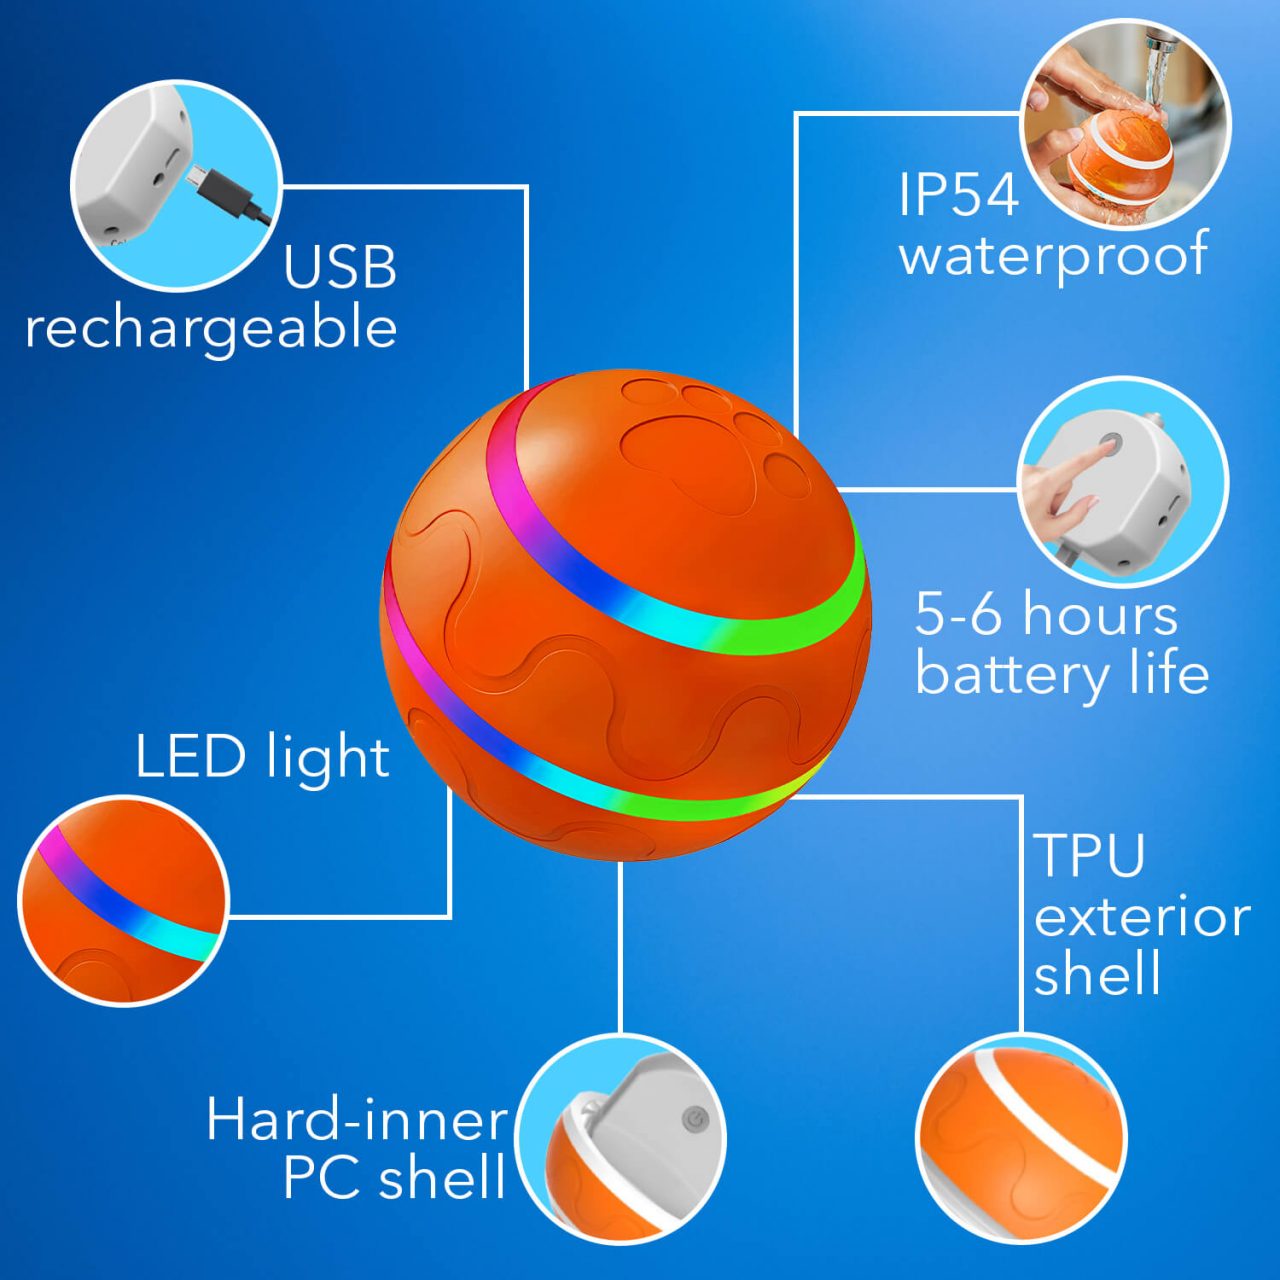 USB
rechargeable
IP54
waterproof
5-6 hours
battery life
LED light
TPU
exterior
shell
Hard-inner
PC shell